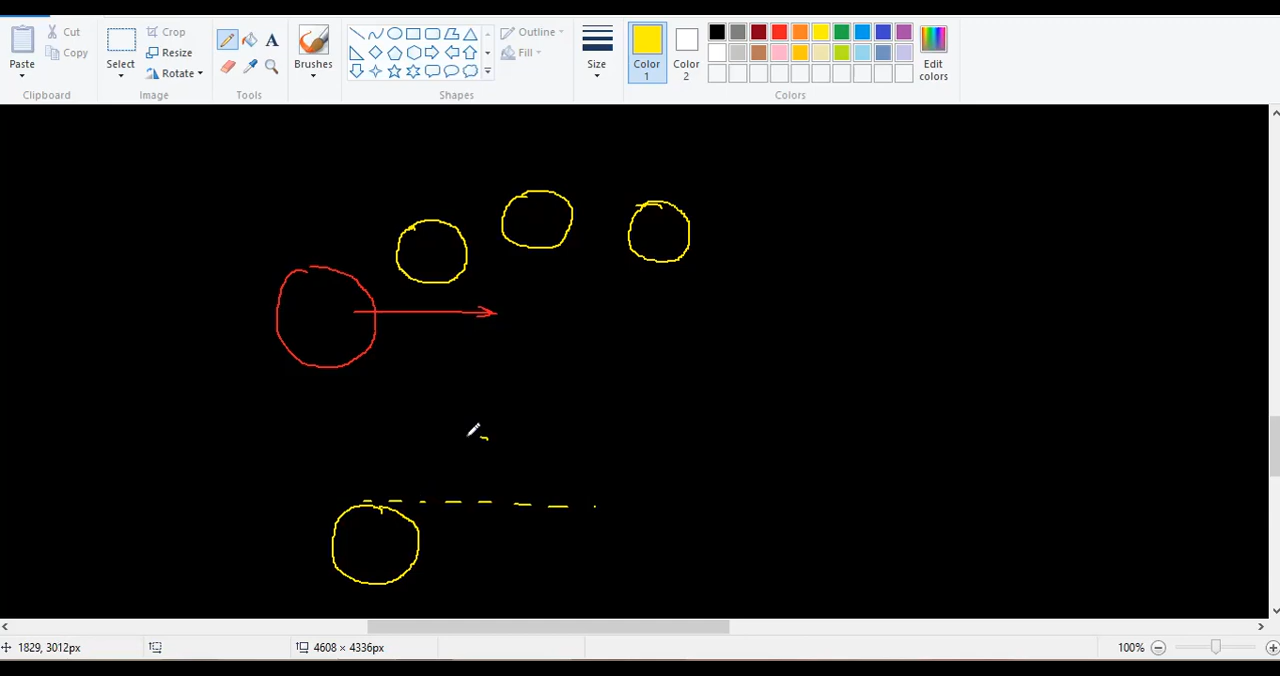 Paste
Cut
Copy
Clipboard
Select
Crop
Resize
Rotate
Image
A
Tools
Brushes
Outline
Fill
Shapes
Size
Color
1
Color
2
Edit
colors
Colors
1829, 3012px
4608 × 4336px
100%